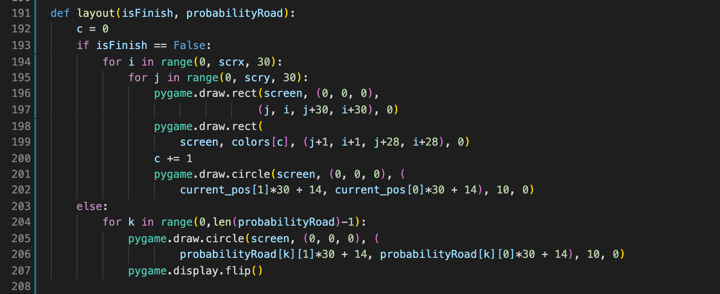 191 def layout(isFinish, probabilityRoad):
192     c = 0
193     if isFinish == False:
194         for i in range(0, scrx, 30):
195             for j in range(0, scry, 30):
196                 pygame.draw.rect(screen, (0, 0, 0),
197                                 (j, i, j+30, i+30), 0)
198                 pygame.draw.rect(
199                     screen, colors[c], (j+1, i+1, j+28, i+28), 0)
200                 c += 1
201                 pygame.draw.circle(screen, (0, 0, 0), (
202                     current_pos[1]*30 + 14, current_pos[0]*30 + 14), 10, 0)
203     else:
204         for k in range(0,len(probabilityRoad)-1):
205             pygame.draw.circle(screen, (0, 0, 0), (
206                     probabilityRoad[k][1]*30 + 14, probabilityRoad[k][0]*30 + 14), 10, 0)
207             pygame.display.flip()
208